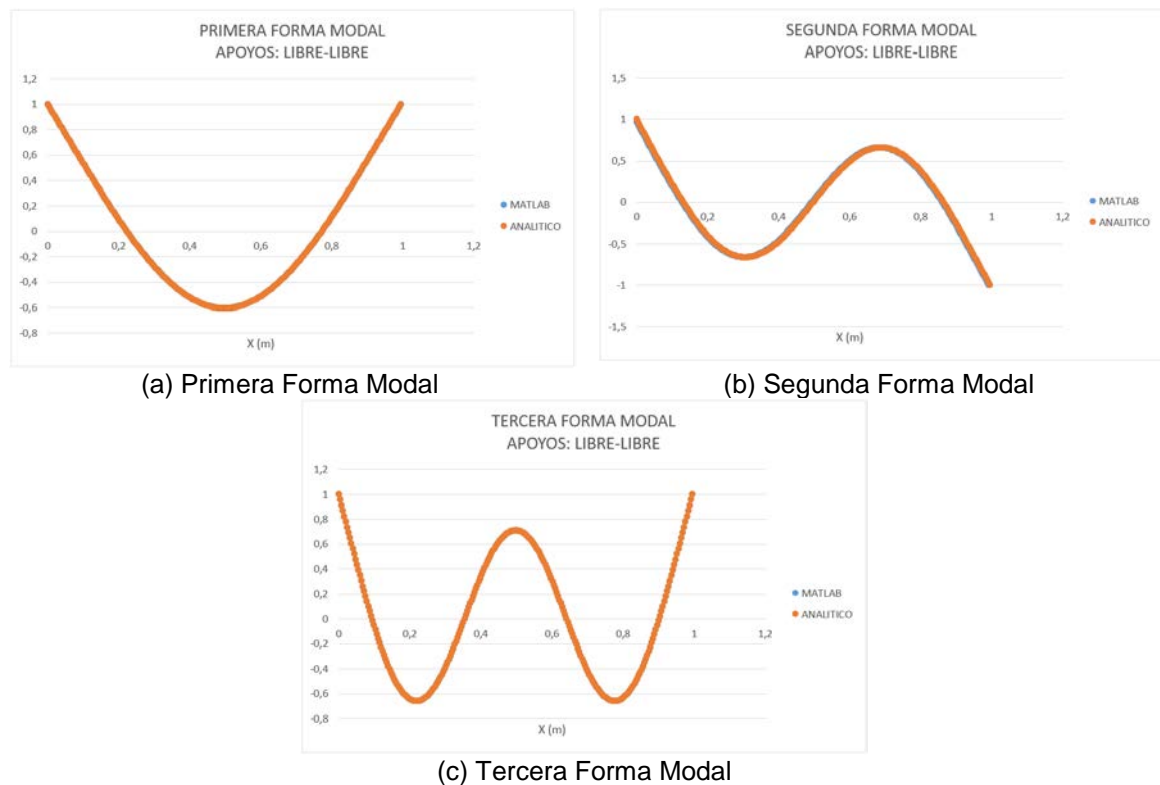 PRIMERA FORMA MODAL
APOYOS: LIBRE-LIBRE
1,2
1
0,8
0,6
0,4
0,2
0
-0,2
-0,4
-0,6
-0,8
0 0,2 0,4 0,6 0,8 1 1,2
X (m)
MATLAB
ANALITICO
(a) Primera Forma Modal
SEGUNDA FORMA MODAL
APOYOS: LIBRE-LIBRE
1,5
1
0,5
0
-0,5
-1
-1,5
0 0,2 0,4 0,6 0,8 1 1,2
X (m)
MATLAB
ANALITICO
(b) Segunda Forma Modal
TERCERA FORMA MODAL
APOYOS: LIBRE-LIBRE
1,2
1
0,8
0,6
0,4
0,2
0
-0,2
-0,4
-0,6
-0,8
0 0,2 0,4 0,6 0,8 1 1,2
X (m)
MATLAB
ANALITICO
(c) Tercera Forma Modal